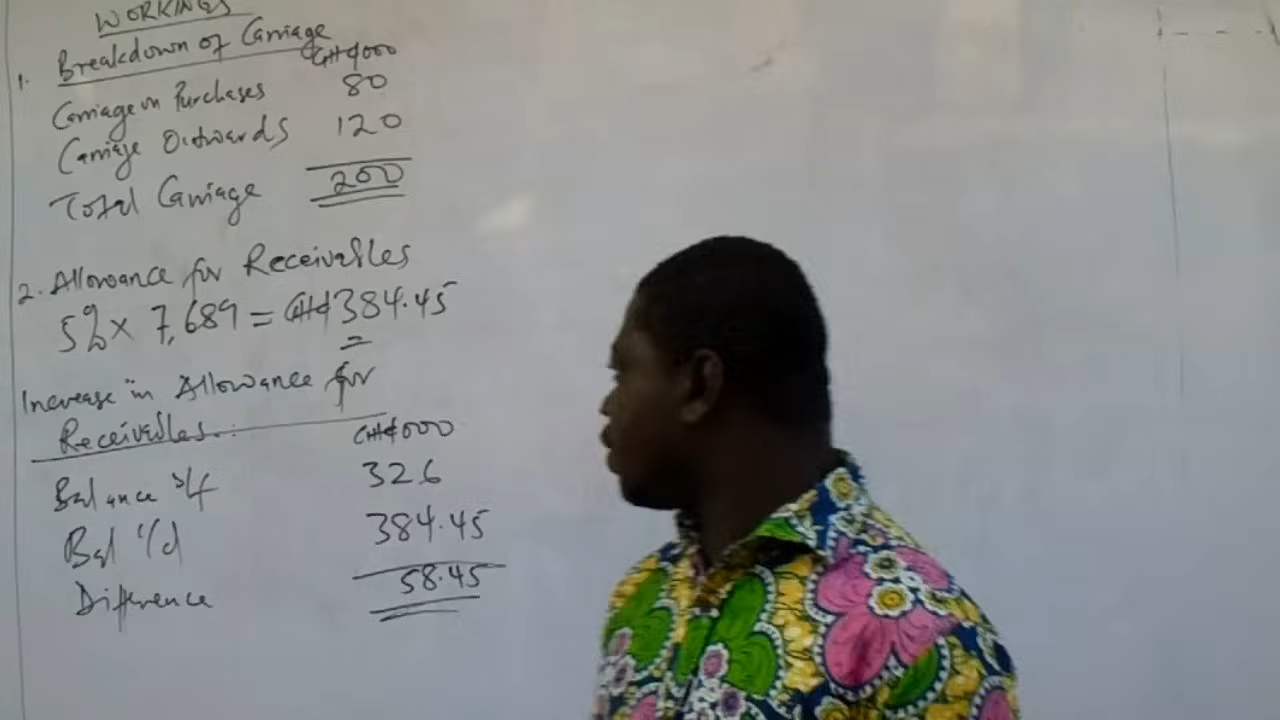 WORKINGS
1. Breakdown of Carriage
GH¢000
Carriage on Purchases 80
Carriage Outwards 120
Total Carriage 200
2. Allowance for Receivables
5% x 7,689 = GH¢384.45
Increase in Allowance for
Receivables.
GH¢000
Balance b/f 326
Bal c/d 384.45
Difference 58.45